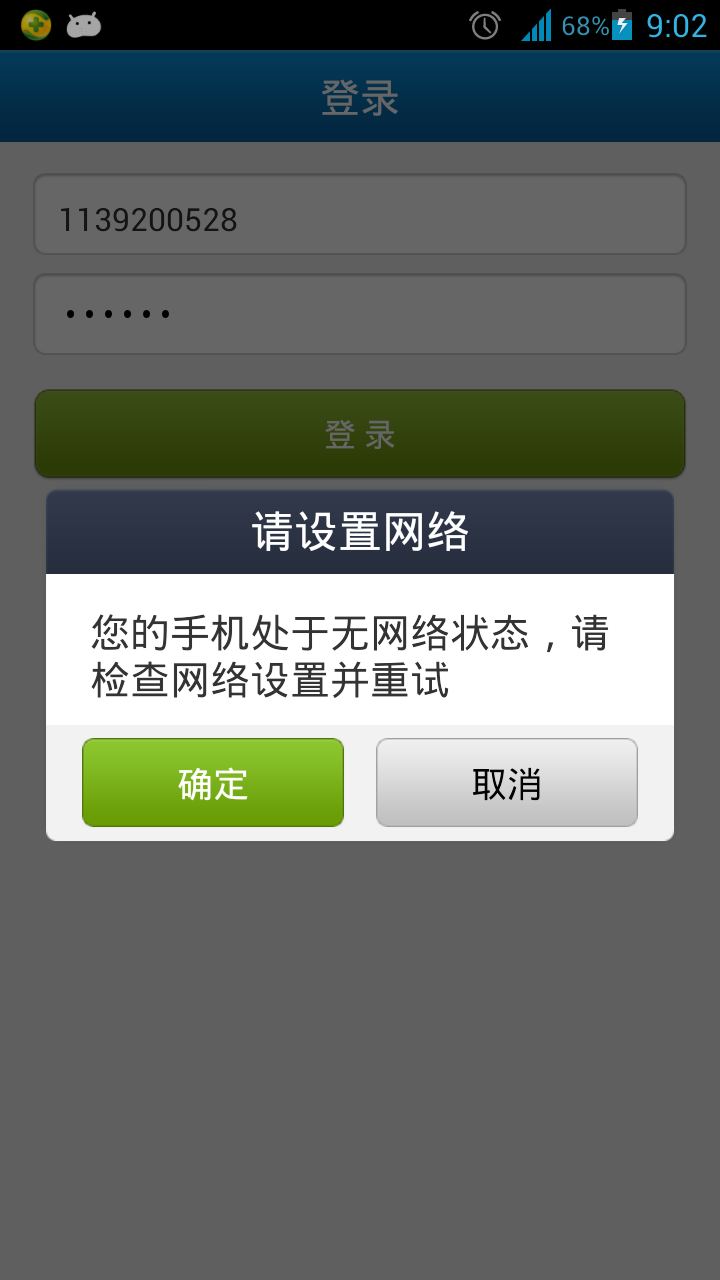 68% 9:02
登录
1139200528
••••••
登 录
请设置网络
您的手机处于无网络状态，请
检查网络设置并重试
确定 取消